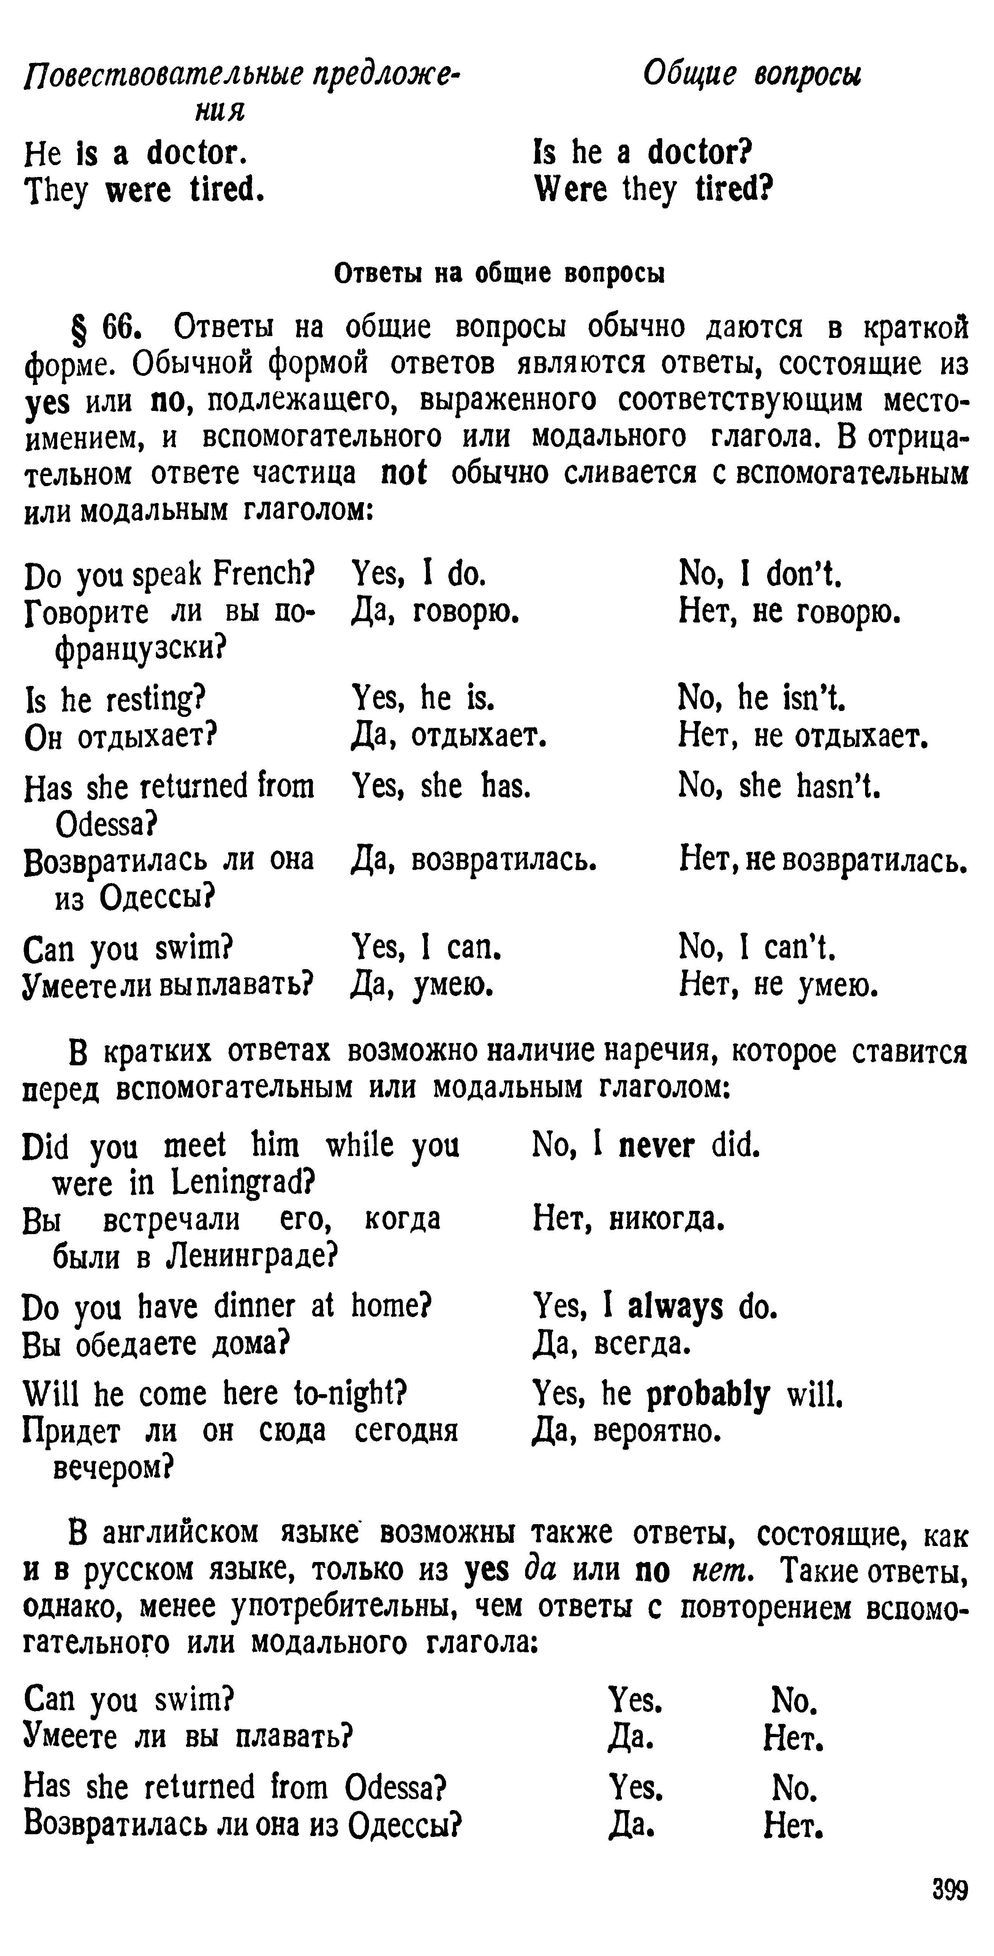 Повествовательные предложе- Общие вопросы
ния
He is a doctor. Is he a doctor?
They were tired. Were they tired?
Ответы на общие вопросы
§ 66. Ответы на общие вопросы обычно даются в краткой
форме. Обычной формой ответов являются ответы, состоящие из
yes или no, подлежащего, выраженного соответствующим место-
имением, и вспомогательного или модального глагола. В отрица-
тельном ответе частица not обычно сливается с вспомогательным
или модальным глаголом:
Do you speak French? Yes, I do. No, I don't.
Говорите ли вы по- Да, говорю. Нет, не говорю.
французски?
Is he resting? Yes, he is. No, he isn't.
Он отдыхает? Да, отдыхает. Нет, не отдыхает.
Has she returned from Yes, she has. No, she hasn't.
Odessa?
Возвратилась ли она Да, возвратилась. Нет, не возвратилась.
из Одессы?
Can you swim? Yes, I can. No, I can't.
Умеете ли вы плавать? Да, умею. Нет, не умею.
В кратких ответах возможно наличие наречия, которое ставится
перед вспомогательным или модальным глаголом:
Did you meet him while you No, I never did.
were in Leningrad?
Вы встречали его, когда Нет, никогда.
были в Ленинграде?
Do you have dinner at home? Yes, I always do.
Вы обедаете дома? Да, всегда.
Will he come here to-night? Yes, he probably will.
Придет ли он сюда сегодня Да, вероятно.
вечером?
В английском языке возможны также ответы, состоящие, как
и в русском языке, только из yes да или no нет. Такие ответы,
однако, менее употребительны, чем ответы с повторением вспомо-
гательного или модального глагола:
Can you swim? Yes. No.
Умеете ли вы плавать? Да. Нет.
Has she returned from Odessa? Yes. No.
Возвратилась ли она из Одессы? Да. Нет.
399